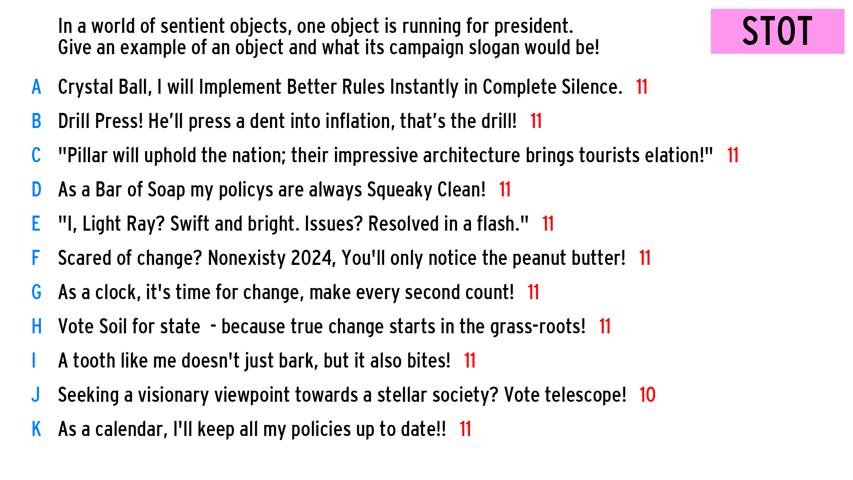 In a world of sentient objects, one object is running for president.
Give an example of an object and what its campaign slogan would be!
STOT
A Crystal Ball, I will Implement Better Rules Instantly in Complete Silence. 11
B Drill Press! He'll press a dent into inflation, that's the drill! 11
C "Pillar will uphold the nation; their impressive architecture brings tourists elation!" 11
D As a Bar of Soap my policys are always Squeaky Clean! 11
E "I, Light Ray? Swift and bright. Issues? Resolved in a flash." 11
F Scared of change? Nonexisty 2024, You'll only notice the peanut butter! 11
G As a clock, it's time for change, make every second count! 11
H Vote Soil for state - because true change starts in the grass-roots! 11
I A tooth like me doesn't just bark, but it also bites! 11
J Seeking a visionary viewpoint towards a stellar society? Vote telescope! 10
K As a calendar, I'll keep all my policies up to date!! 11